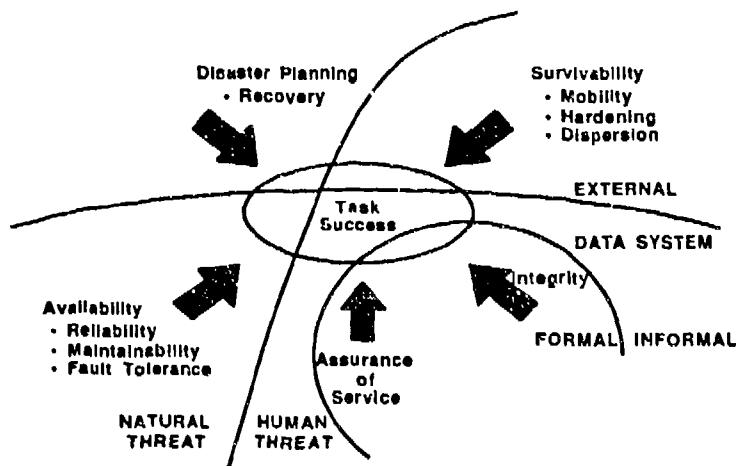 Disaster Planning
• Recovery
Survivability
• Mobility
• Hardening
• Dispersion
EXTERNAL
Task
Success
DATA SYSTEM
Integrity
Availability
• Reliability
• Maintainability
• Fault Tolerance
FORMAL INFORMAL
Assurance
of
Service
NATURAL
THREAT
HUMAN
THREAT